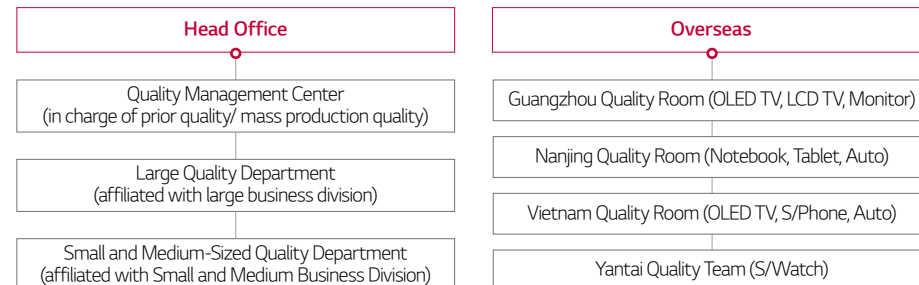 Head Office
Quality Management Center
(in charge of prior quality/ mass production quality)
Large Quality Department
(affiliated with large business division)
Small and Medium-Sized Quality Department
(affiliated with Small and Medium Business Division)
Overseas
Guangzhou Quality Room (OLED TV, LCD TV, Monitor)
Nanjing Quality Room (Notebook, Tablet, Auto)
Vietnam Quality Room (OLED TV, S/Phone, Auto)
Yantai Quality Team (S/Watch)